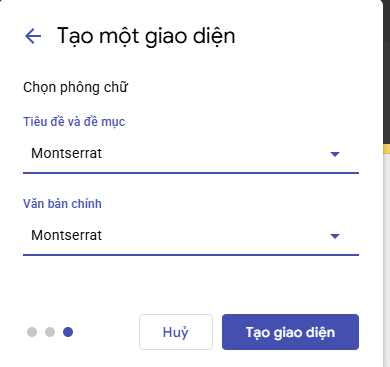 Tạo một giao diện
Chọn phông chữ
Tiêu đề và đề mục
Montserrat
Văn bản chính
Montserrat
Huỷ
Tạo giao diện